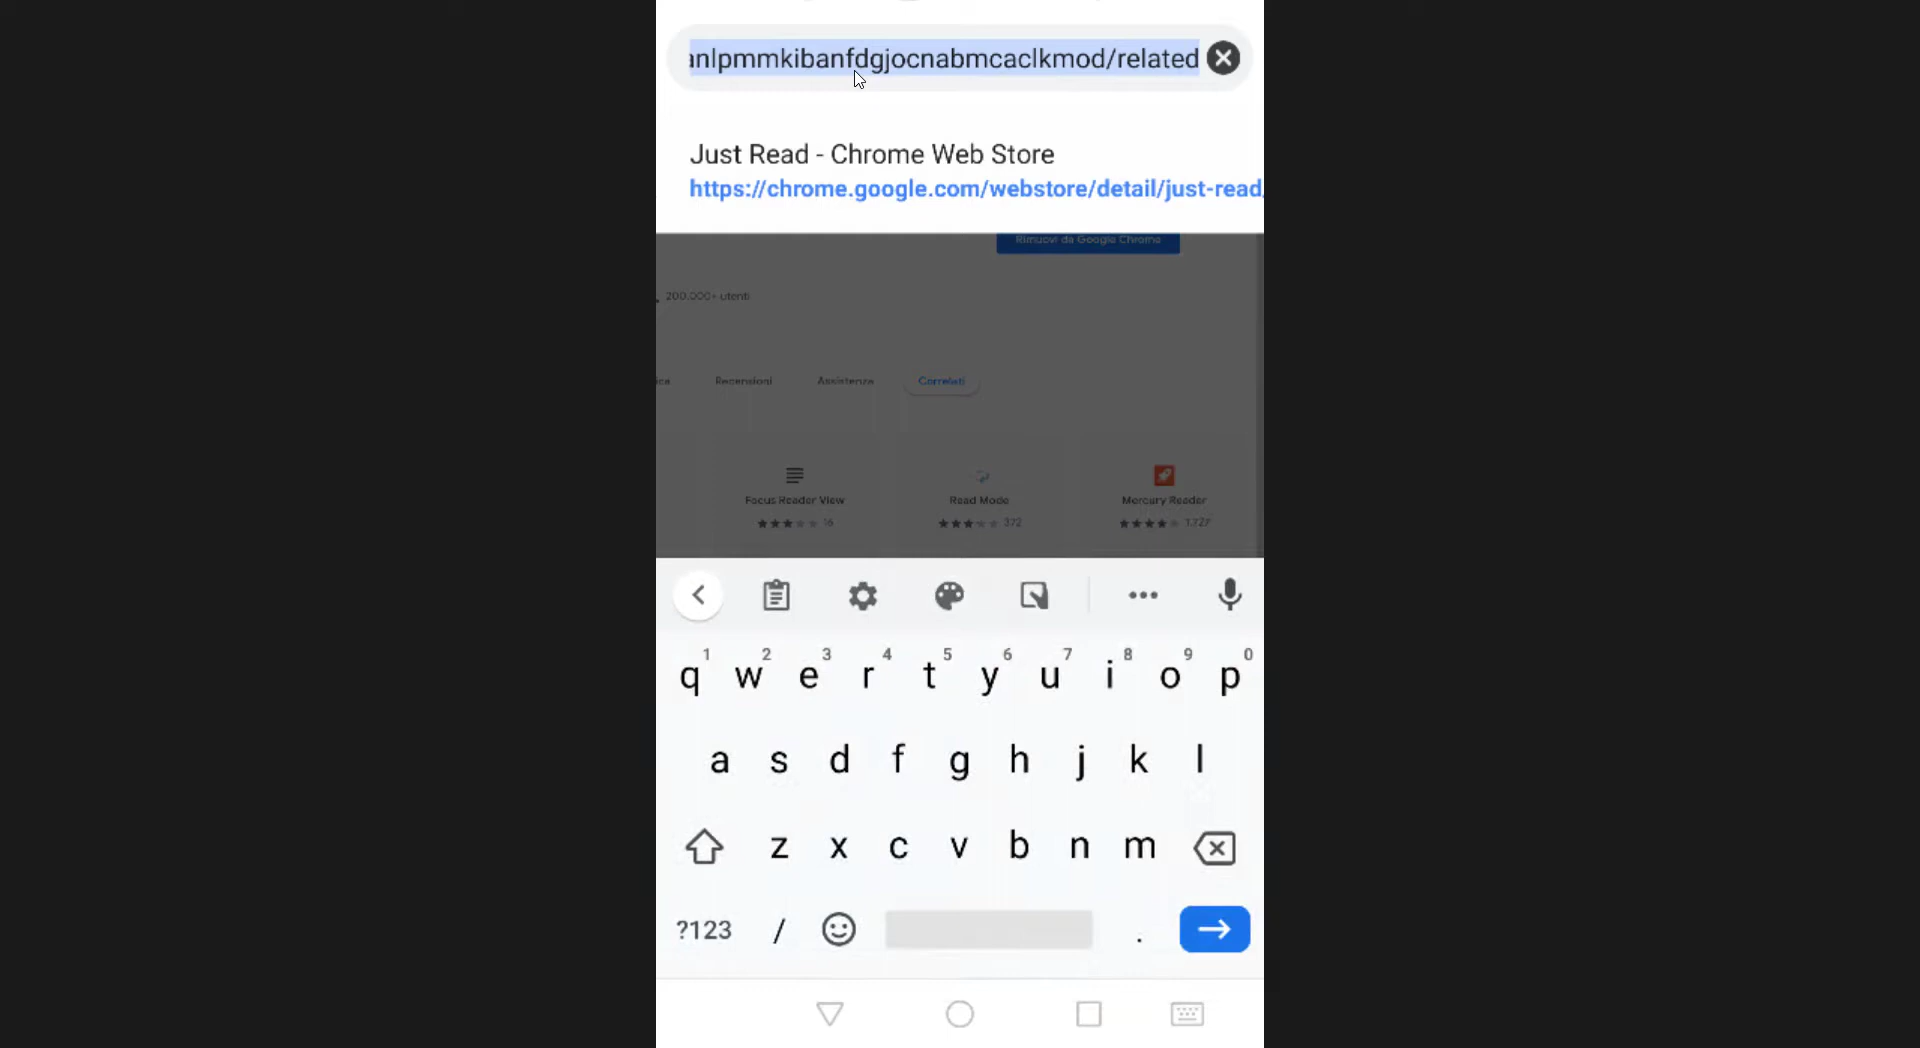 anlpmmkibanfdgjocnabmcaclkmod/related
Just Read - Chrome Web Store
https://chrome.google.com/webstore/detail/just-read/
Rimuovi da Google Chrome
200.000+ utenti
ica Recensioni Assistenza Correlati
Focus Reader View Read Mode Mercury Reader
16 372 1.727
1 2 3 4 5 6 7 8 9 0
q w e r t y u i o p
a s d f g h j k l
z x c v b n m
?123 / .